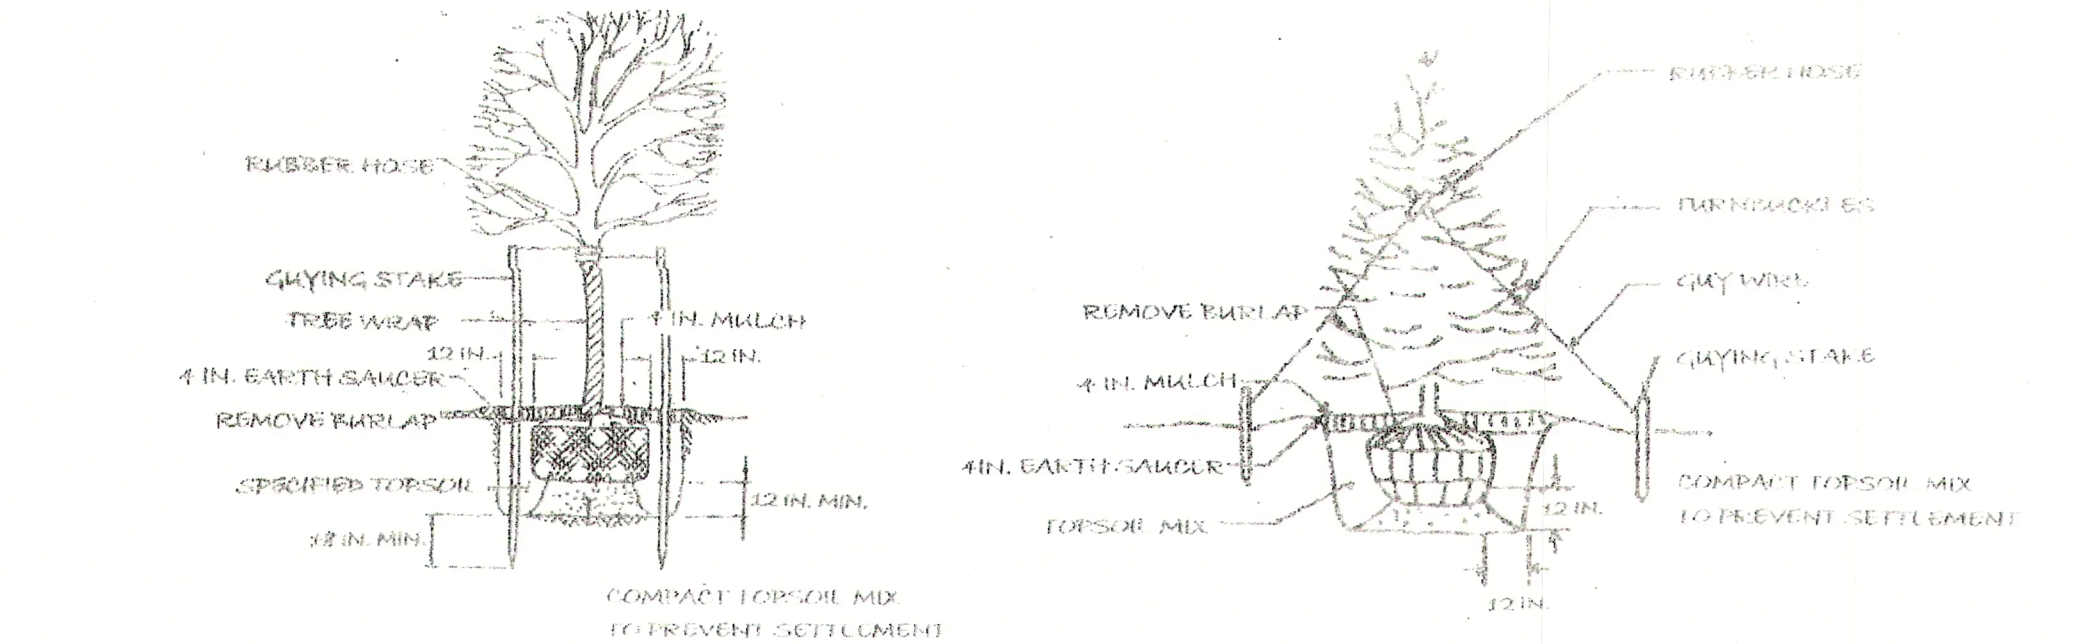 RUBBER HOSE
GUYING STAKE
TREE WRAP
4 IN. MULCH
12 IN.
12 IN.
4 IN. EARTH SAUCER
REMOVE BURLAP
SPECIFIED TOPSOIL
12 IN. MIN.
18 IN. MIN.
COMPACT TOPSOIL MIX
TO PREVENT SETTLEMENT
RUBBER HOSE
TURNBUCKLES
GUY WIRE
REMOVE BURLAP
GUYING STAKE
4 IN. MULCH
4 IN. EARTH SAUCER
TOPSOIL MIX
12 IN.
12 IN.
COMPACT TOPSOIL MIX
TO PREVENT SETTLEMENT